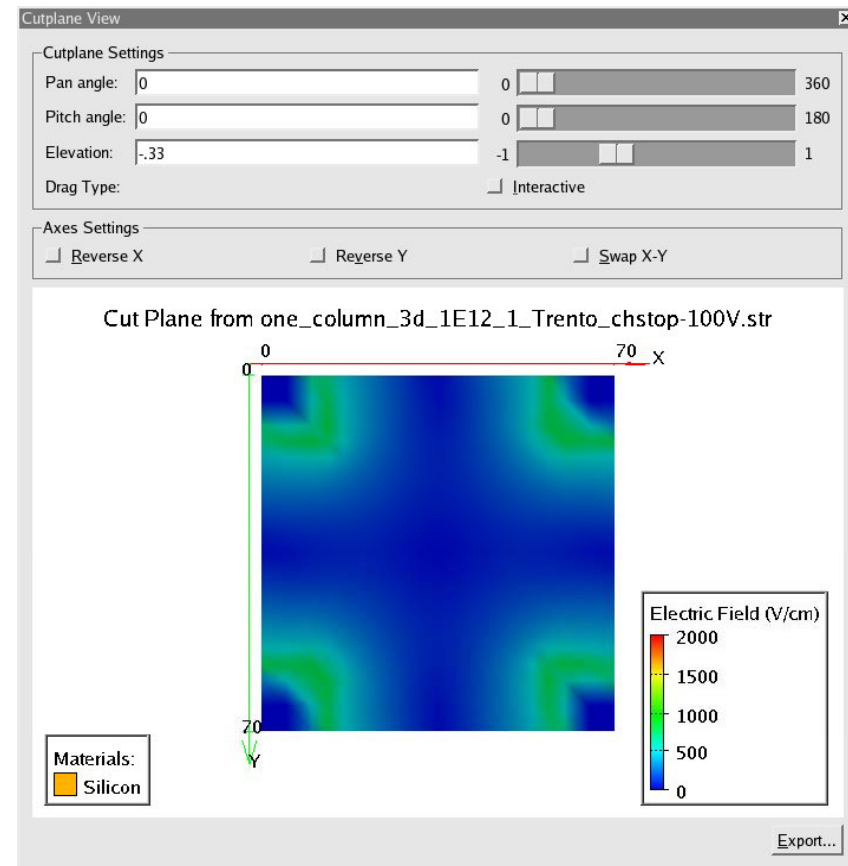 Cutplane View
Cutplane Settings
Pan angle: 0 0 360
Pitch angle: 0 0 180
Elevation: -.33 -1 1
Drag Type: Interactive
Axes Settings
Reverse X Reverse Y Swap X-Y
Cut Plane from one_column_3d_1E12_1_Trento_chstop-100V.str
0 70 X
0
Electric Field (V/cm)
2000
1500
1000
500
0
70
Y
Materials:
Silicon
Export...